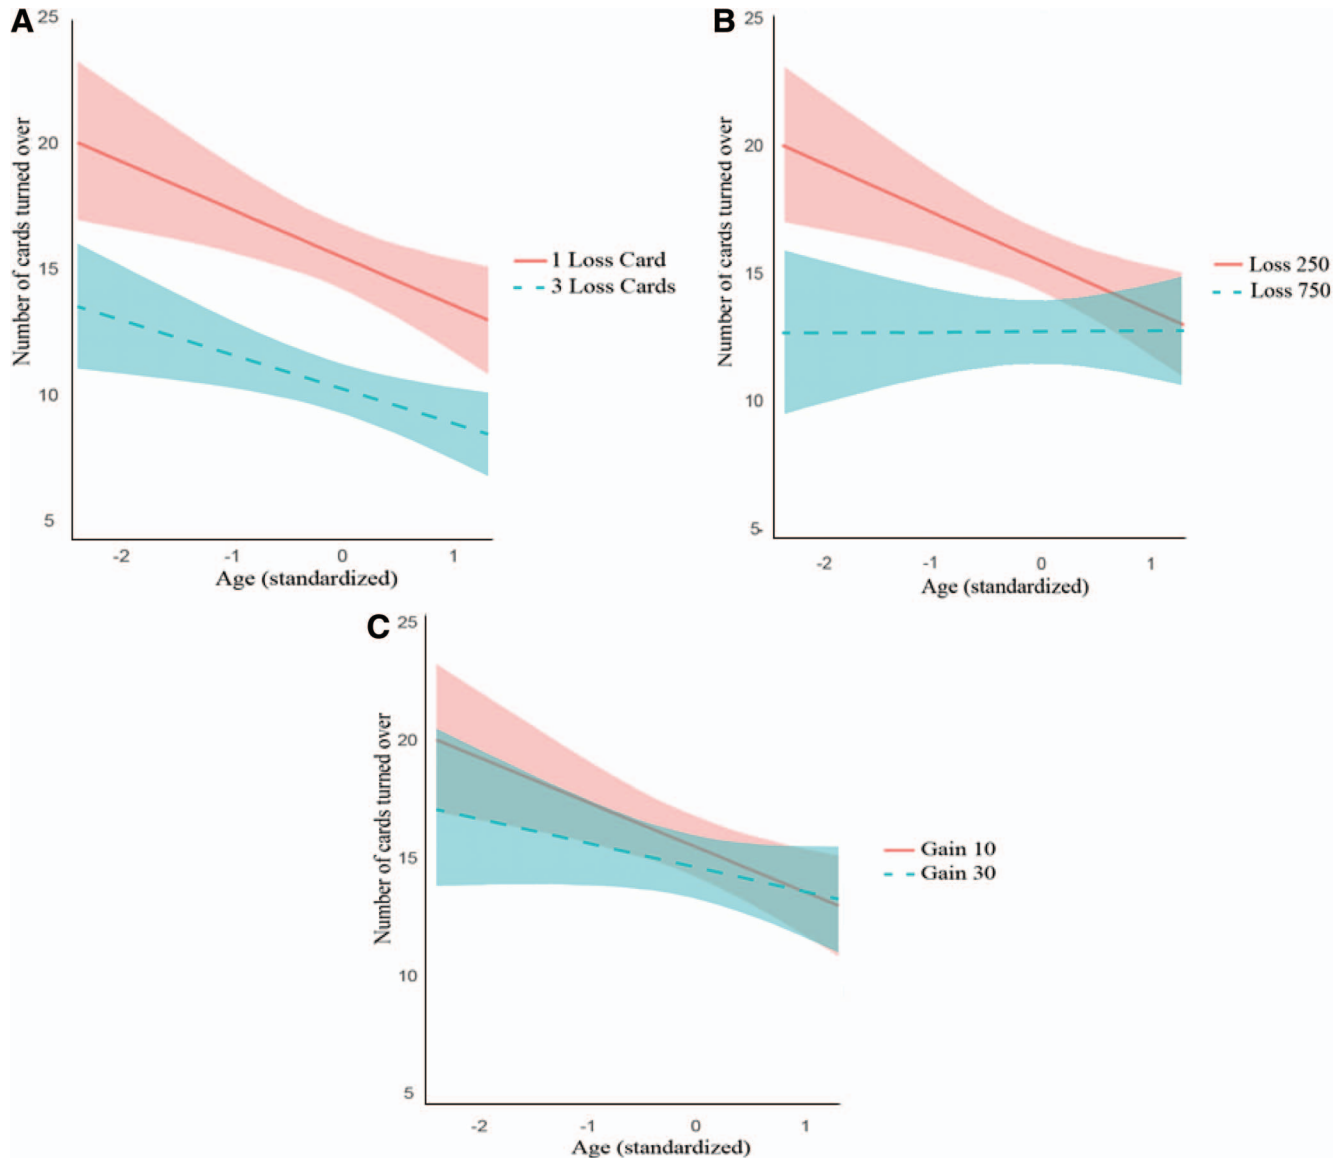 A
25
20
15
10
5
Number of cards turned over
-2 -1 0 1
Age (standardized)
1 Loss Card
3 Loss Cards
B
25
20
15
10
5
Number of cards turned over
-2 -1 0 1
Age (standardized)
Loss 250
Loss 750
C
25
20
15
10
5
Number of cards turned over
-2 -1 0 1
Age (standardized)
Gain 10
Gain 30